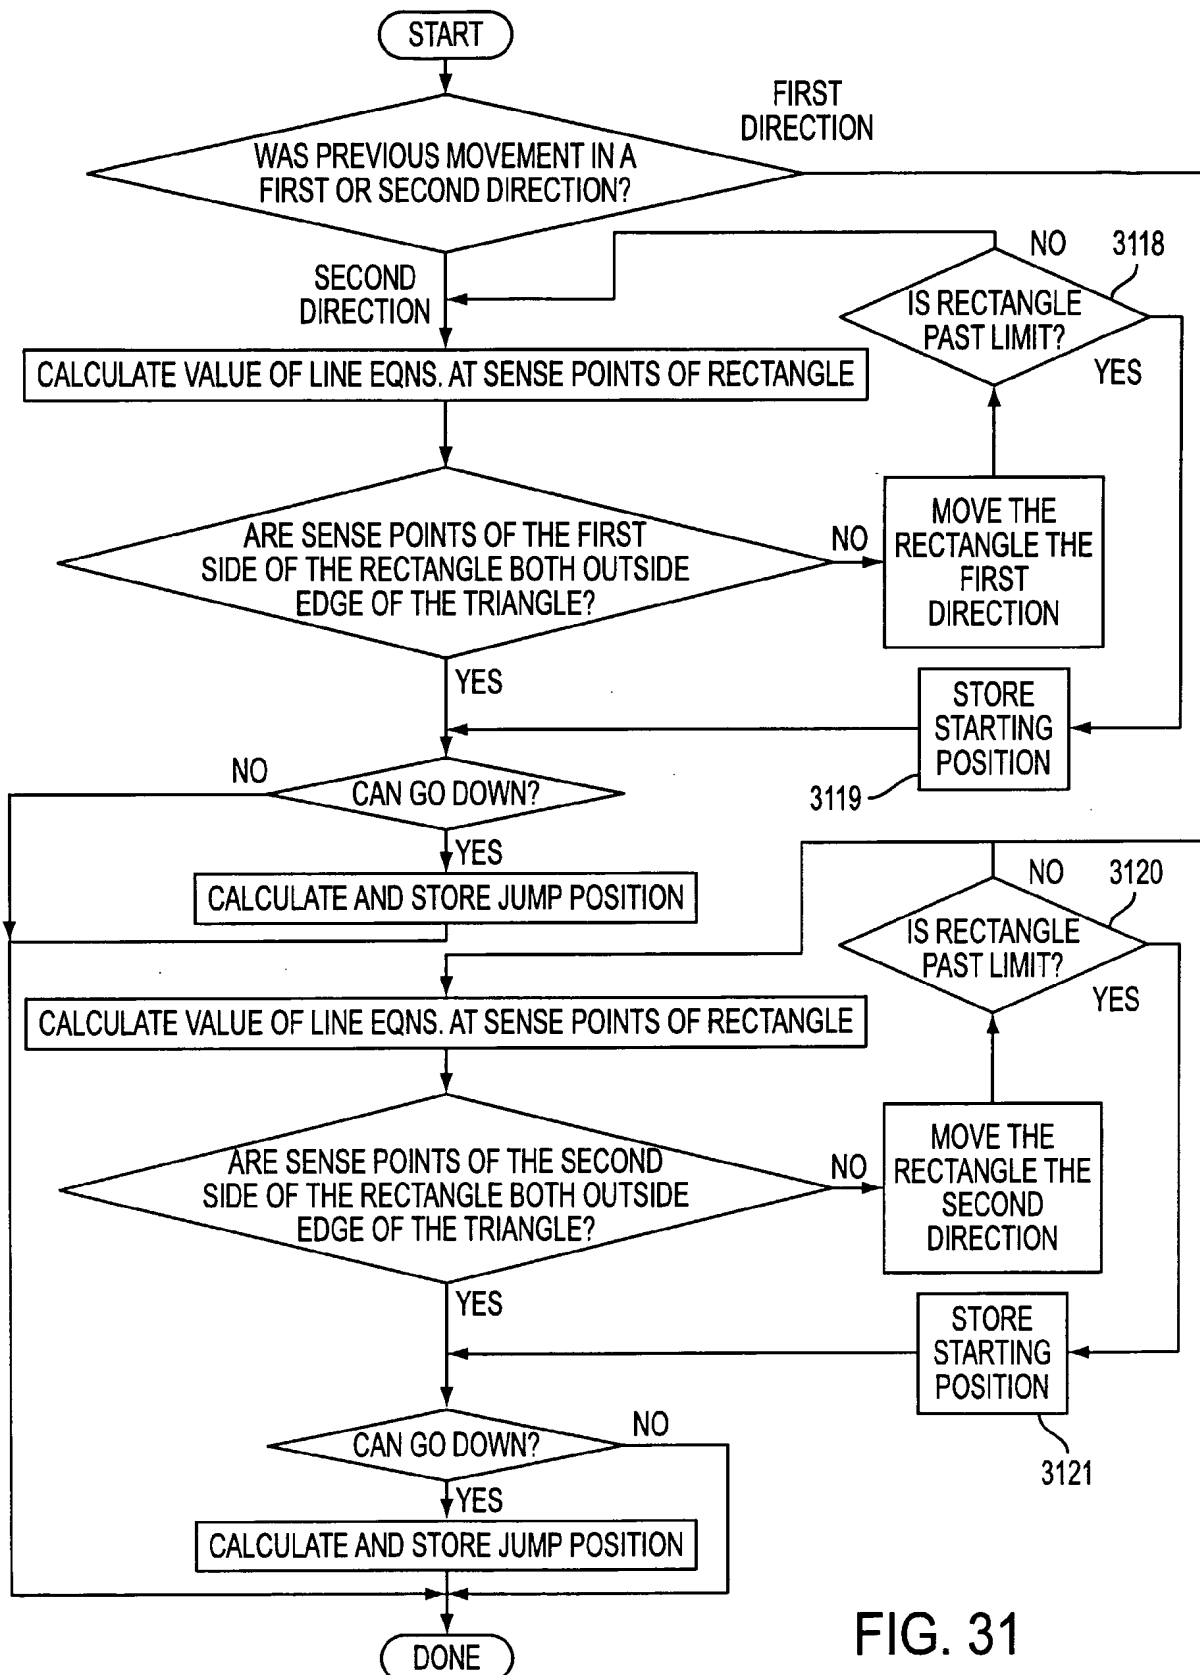 START
FIRST
DIRECTION
WAS PREVIOUS MOVEMENT IN A
FIRST OR SECOND DIRECTION?
SECOND
DIRECTION
NO
3118
IS RECTANGLE
PAST LIMIT?
YES
CALCULATE VALUE OF LINE EQNS. AT SENSE POINTS OF RECTANGLE
ARE SENSE POINTS OF THE FIRST
SIDE OF THE RECTANGLE BOTH OUTSIDE
EDGE OF THE TRIANGLE?
NO
MOVE THE
RECTANGLE THE
FIRST
DIRECTION
YES
STORE
STARTING
POSITION
3119
NO
CAN GO DOWN?
YES
CALCULATE AND STORE JUMP POSITION
NO
3120
IS RECTANGLE
PAST LIMIT?
YES
CALCULATE VALUE OF LINE EQNS. AT SENSE POINTS OF RECTANGLE
ARE SENSE POINTS OF THE SECOND
SIDE OF THE RECTANGLE BOTH OUTSIDE
EDGE OF THE TRIANGLE?
NO
MOVE THE
RECTANGLE THE
SECOND
DIRECTION
YES
STORE
STARTING
POSITION
3121
CAN GO DOWN?
NO
YES
CALCULATE AND STORE JUMP POSITION
DONE
FIG. 31